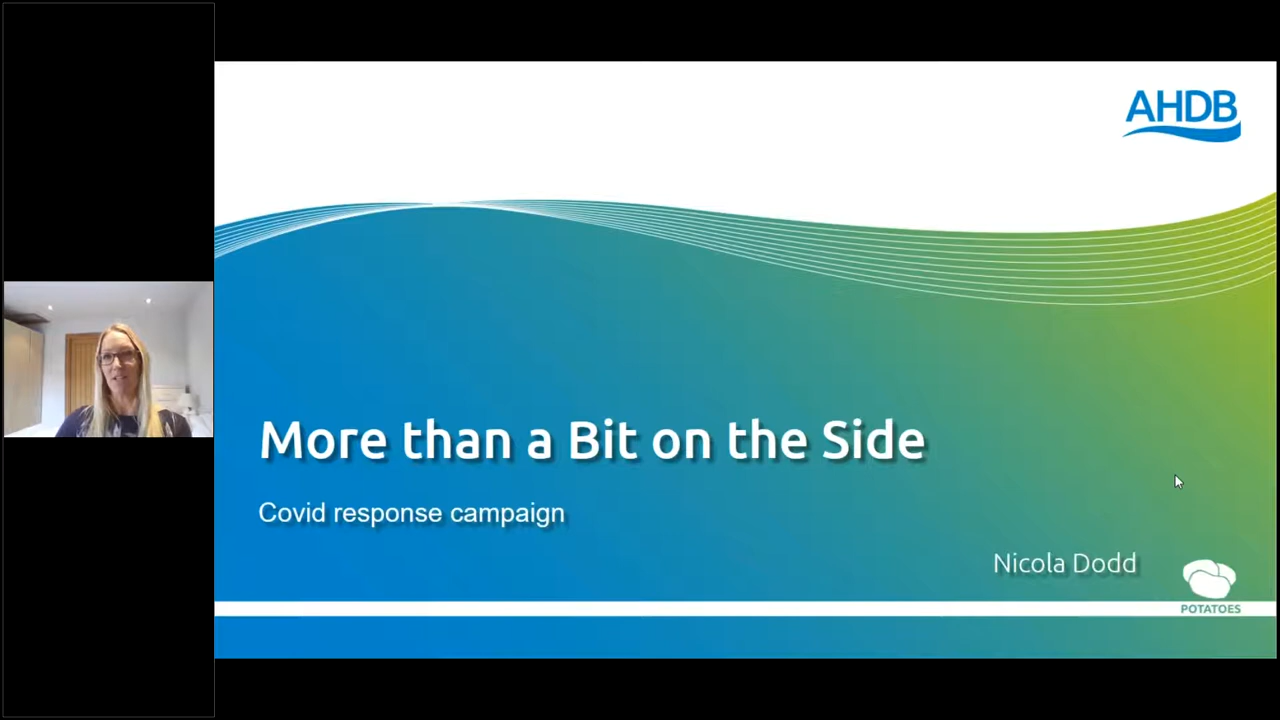 AHDB
More than a Bit on the Side
Covid response campaign
Nicola Dodd
POTATOES